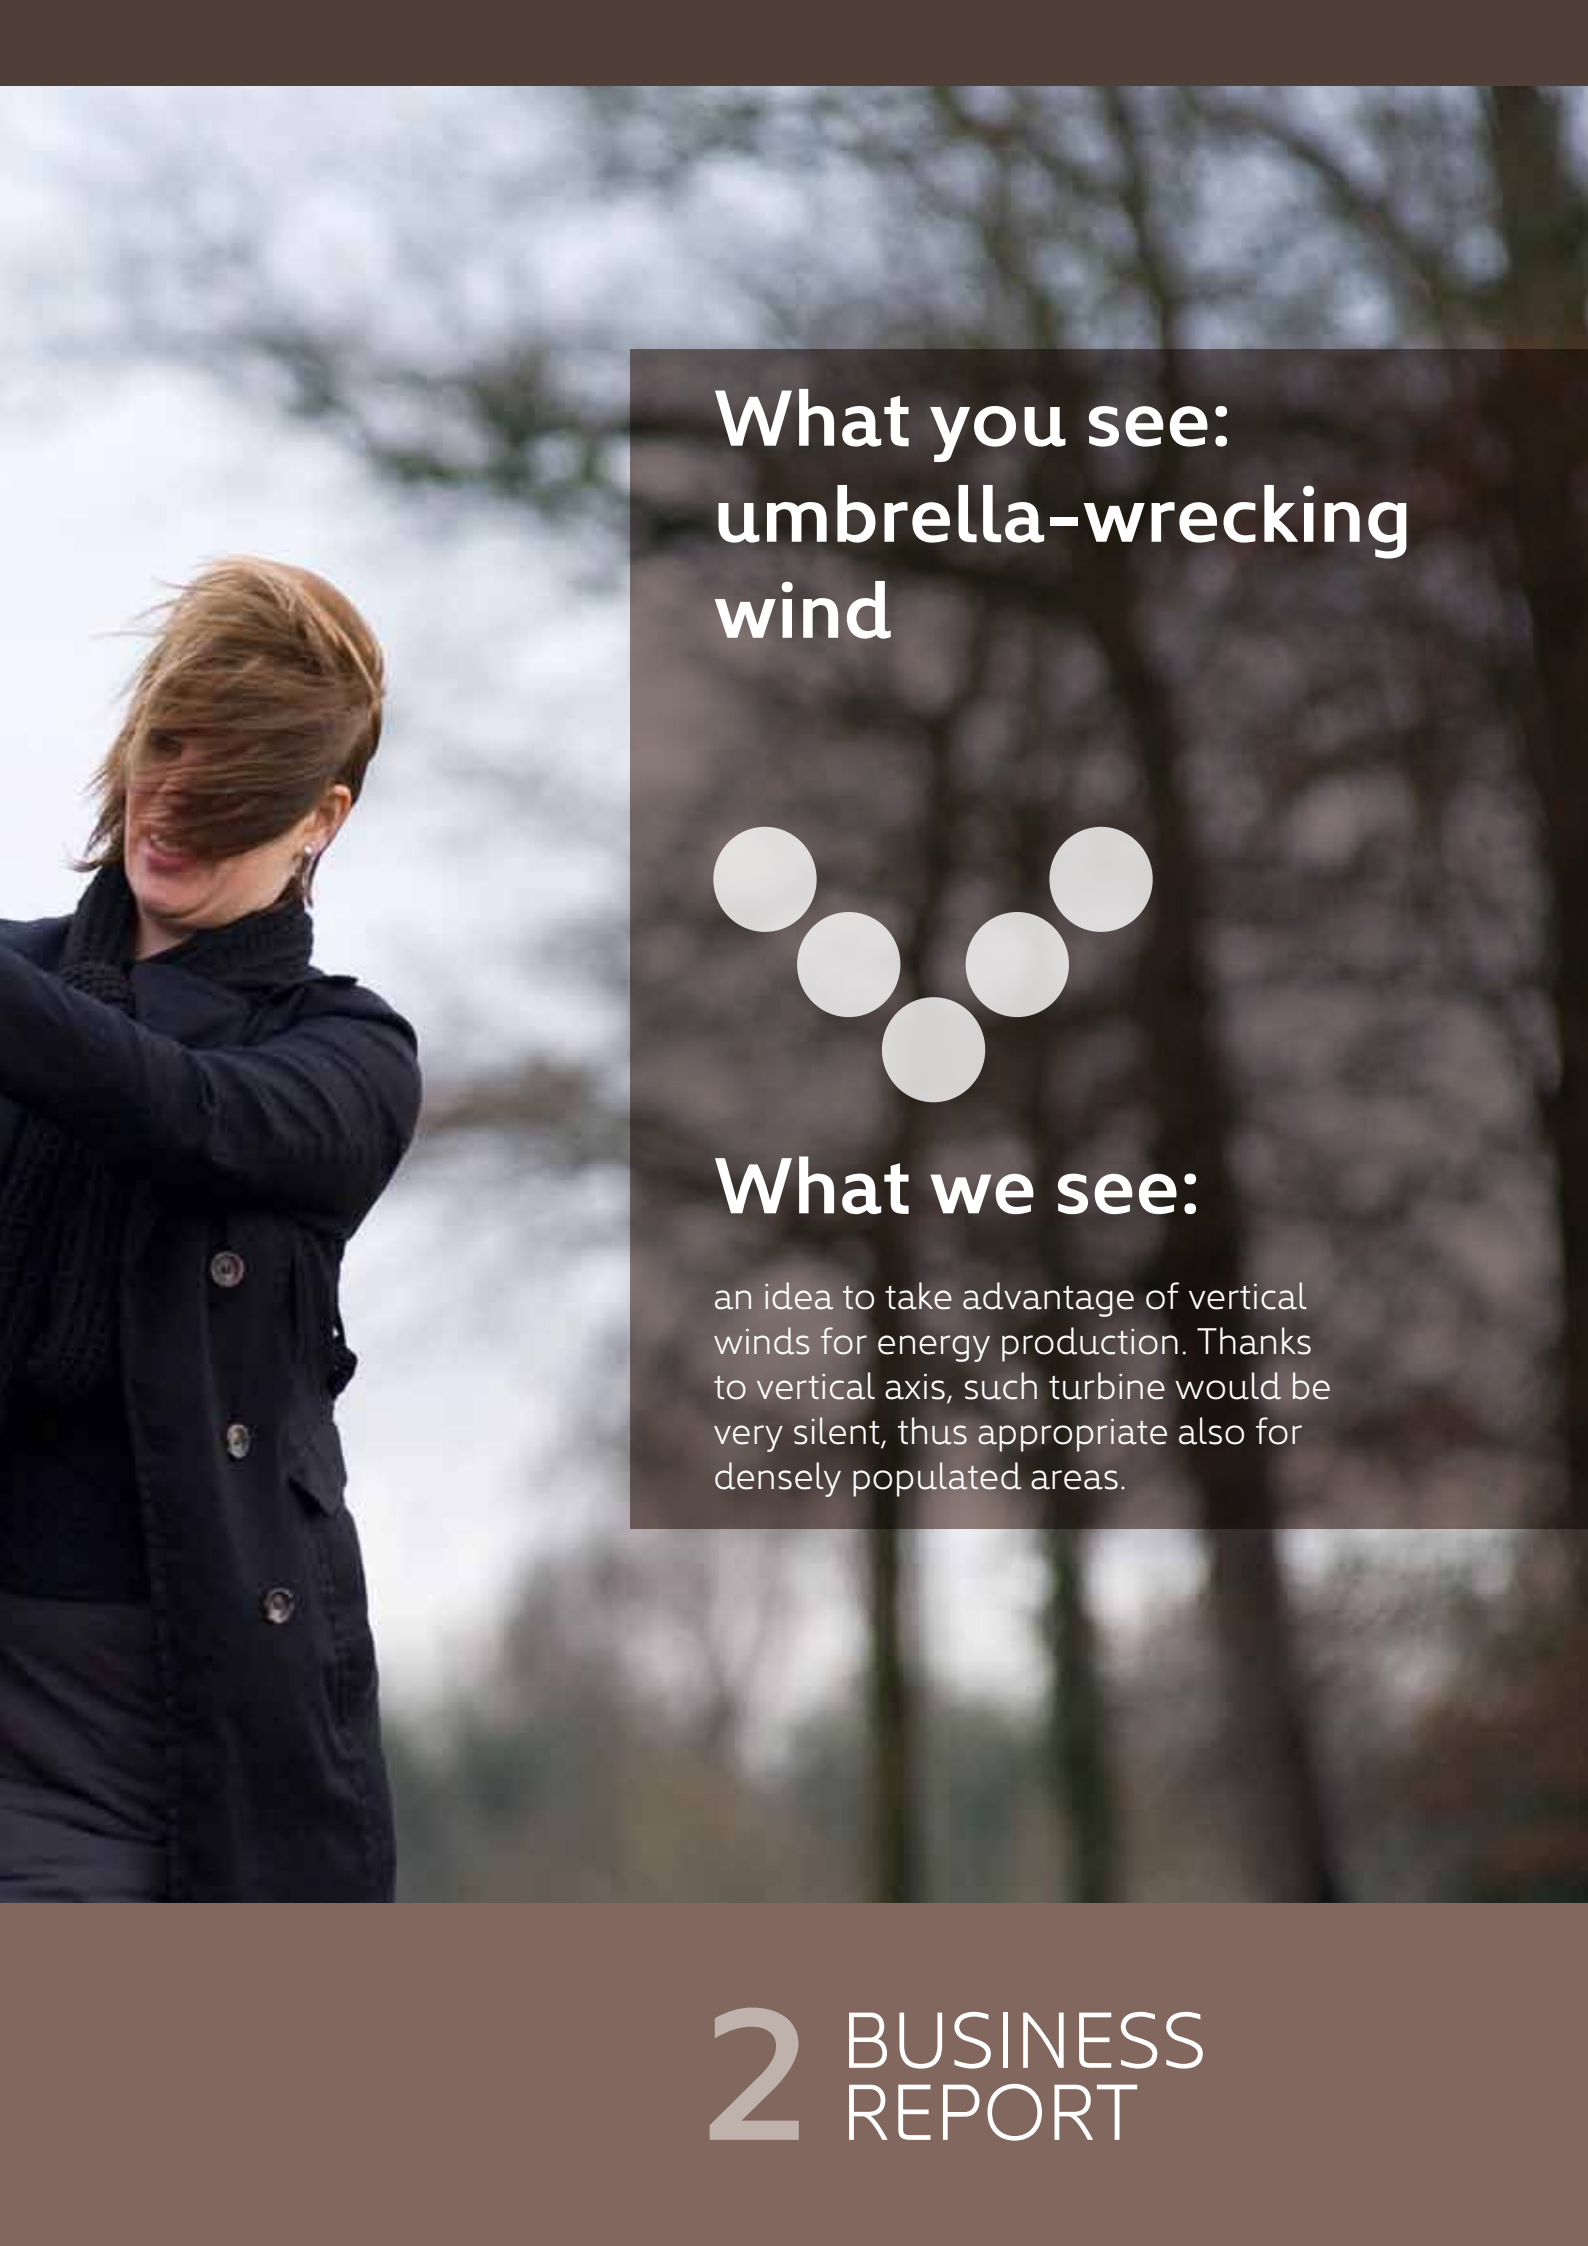 What you see:
umbrella-wrecking
wind
What we see:
an idea to take advantage of vertical
winds for energy production. Thanks
to vertical axis, such turbine would be
very silent, thus appropriate also for
densely populated areas.
2 BUSINESS
REPORT